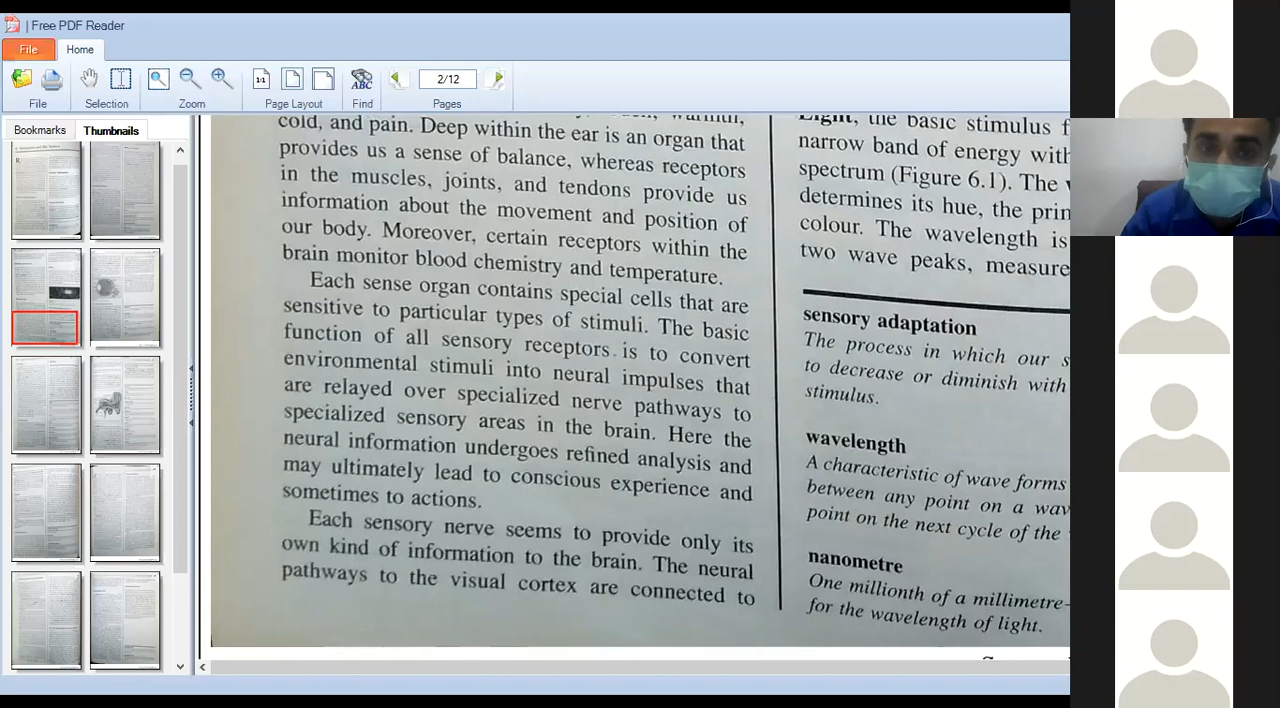 | Free PDF Reader
File
Home
1:1
ABC
2/12
File
Selection
Zoom
Page Layout
Find
Pages
Bookmarks
Thumbnails
cold, and pain. Deep within the ear is an organ that
provides us a sense of balance, whereas receptors
in the muscles, joints, and tendons provide us
information about the movement and position of
our body. Moreover, certain receptors within the
brain monitor blood chemistry and temperature.
Each sense organ contains special cells that are
sensitive to particular types of stimuli. The basic
function of all sensory receptors is to convert
environmental stimuli into neural impulses that
are relayed over specialized nerve pathways to
specialized sensory areas in the brain. Here the
neural information undergoes refined analysis and
may ultimately lead to conscious experience and
sometimes to actions.
Each sensory nerve seems to provide only its
own kind of information to the brain. The neural
pathways to the visual cortex are connected to
Light, the basic stimulus f
narrow band of energy with
spectrum (Figure 6.1). The
determines its hue, the prin
colour. The wavelength is
two wave peaks, measure
sensory adaptation
The process in which our s
to decrease or diminish with
stimulus.
wavelength
A characteristic of wave forms
between any point on a wav
point on the next cycle of the
nanometre
One millionth of a millimetre-
for the wavelength of light.